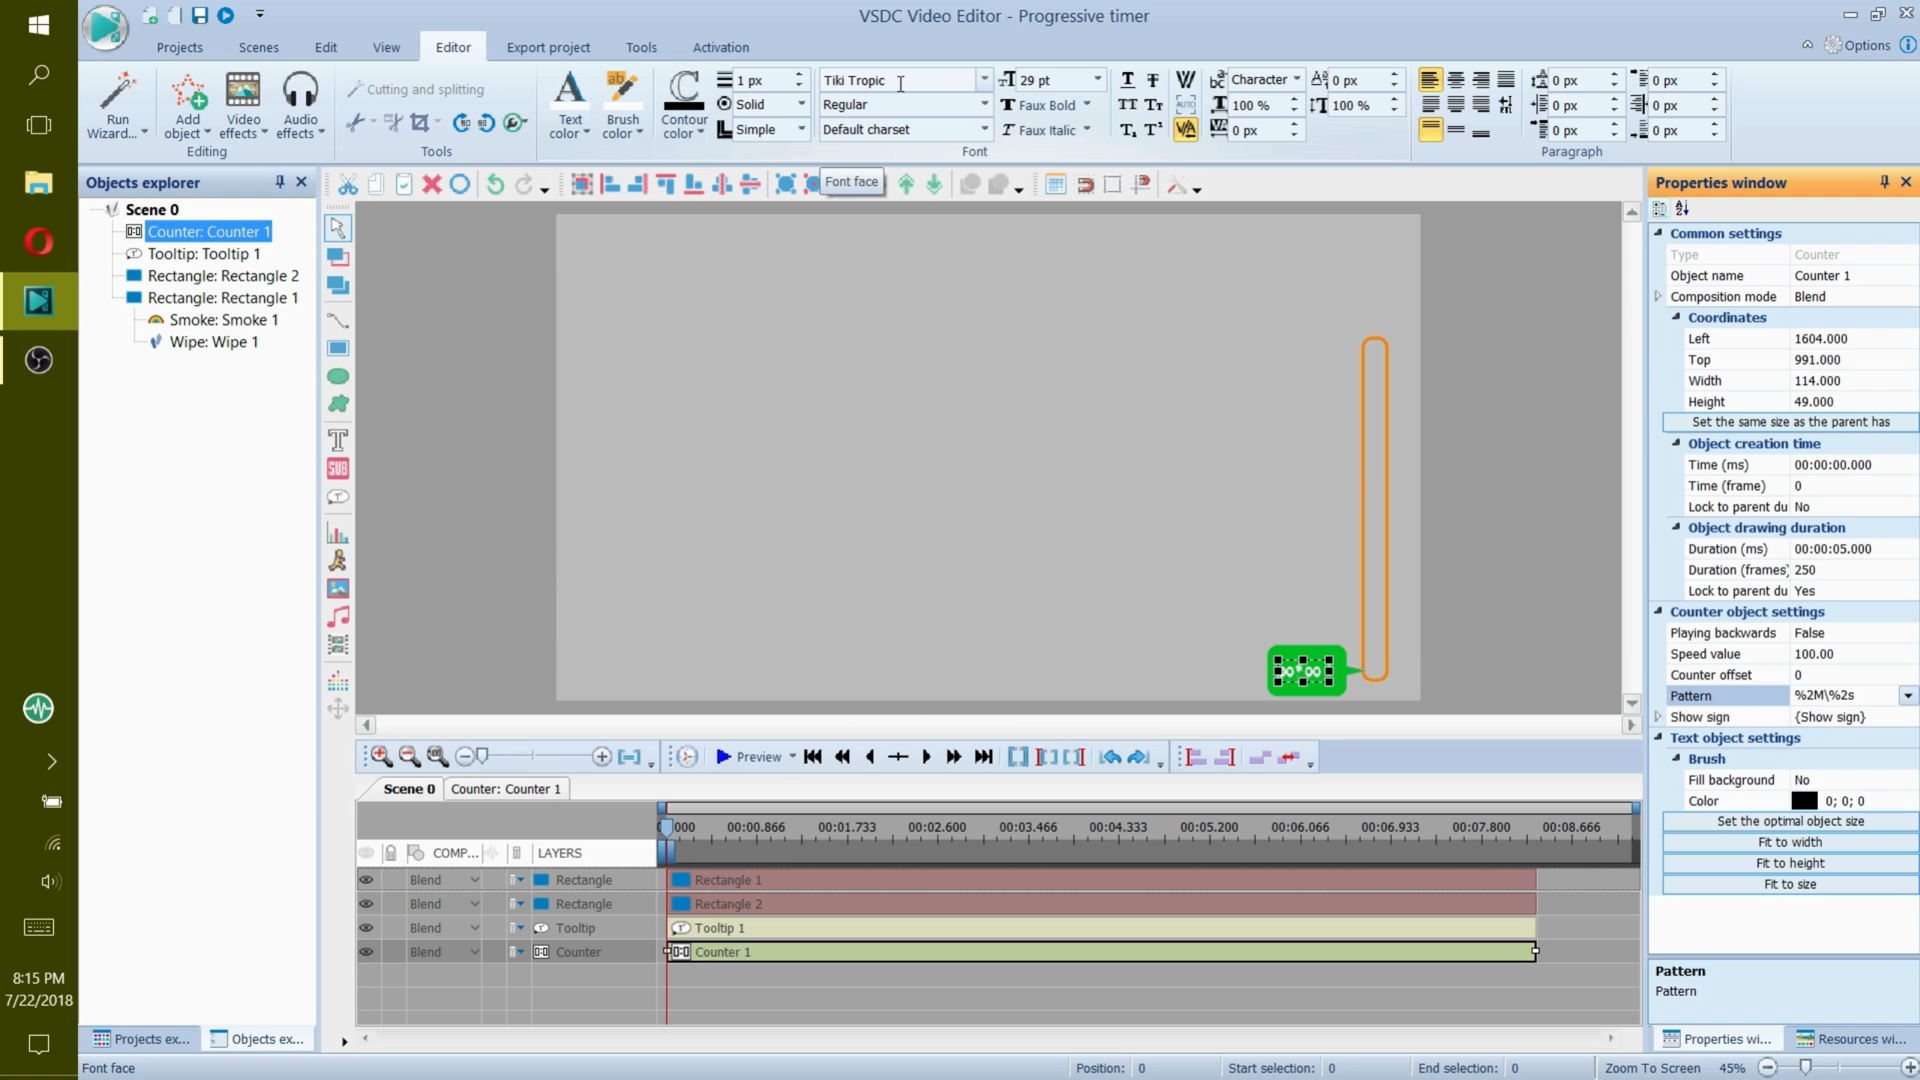 VSDC Video Editor - Progressive timer
Projects
Scenes
Edit
View
Editor
Export project
Tools
Activation
Options
Run
Wizard...
Add
object
Video
effects
Audio
effects
Editing
Cutting and splitting
Tools
Text
color
Brush
color
Contour
color
1 px
Solid
Simple
Tiki Tropic
Regular
Default charset
29 pt
Faux Bold
Faux Italic
Character
0 px
100 %
100 %
0 px
Font
0 px
0 px
0 px
0 px
0 px
0 px
Paragraph
Objects explorer
Font face
Properties window
Scene 0
Counter: Counter 1
Tooltip: Tooltip 1
Rectangle: Rectangle 2
Rectangle: Rectangle 1
Smoke: Smoke 1
Wipe: Wipe 1
SUB
Common settings
Type
Counter
Object name
Counter 1
Composition mode
Blend
Coordinates
Left
1604.000
Top
991.000
Width
114.000
Height
49.000
Set the same size as the parent has
Object creation time
Time (ms)
00:00:00.000
Time (frame)
0
Lock to parent du
No
Object drawing duration
Duration (ms)
00:00:05.000
Duration (frames)
250
Lock to parent du
Yes
Counter object settings
Playing backwards
False
Speed value
100.00
Counter offset
0
Pattern
%2M\%2s
Show sign
{Show sign}
Text object settings
Brush
Fill background
No
Color
0; 0; 0
Set the optimal object size
Fit to width
Fit to height
Fit to size
Pattern
Pattern
Preview
Scene 0
Counter: Counter 1
000
00:00.866
00:01.733
00:02.600
00:03.466
00:04.333
00:05.200
00:06.066
00:06.933
00:07.800
00:08.666
COMP...
LAYERS
Blend
Rectangle
Rectangle 1
Blend
Rectangle
Rectangle 2
Blend
Tooltip
Tooltip 1
Blend
Counter
Counter 1
8:15 PM
7/22/2018
Projects ex...
Objects ex...
Properties wi...
Resources wi...
Font face
Position:
0
Start selection:
0
End selection:
0
Zoom To Screen
45%